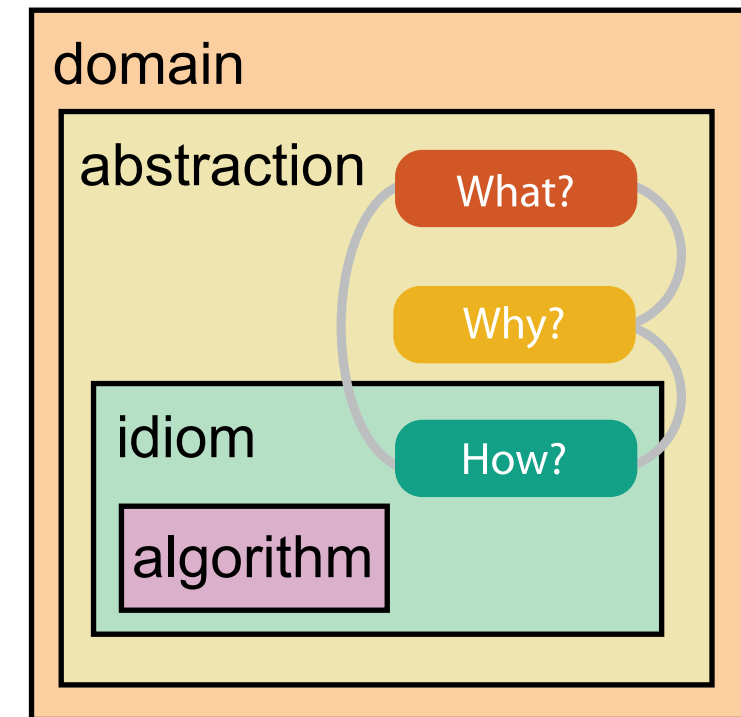 domain
abstraction
What?
Why?
idiom
How?
algorithm